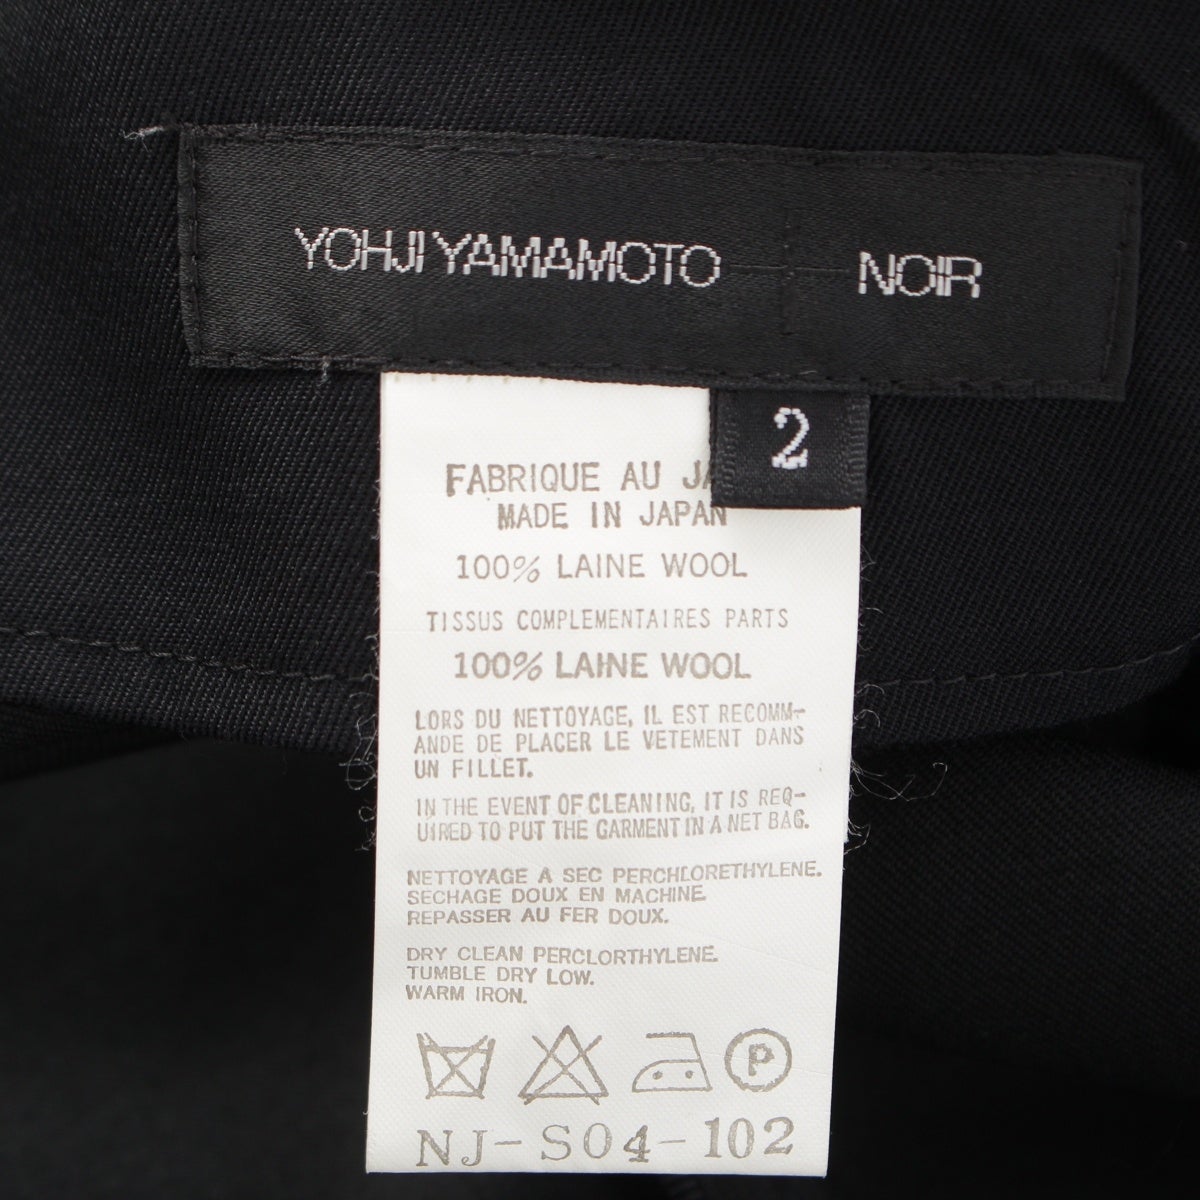 YOHJI YAMAMOTO NOIR
2
FABRIQUE AU
MADE IN JAPAN
100% LAINE WOOL
TISSUS COMPLEMENTAIRES PARTS
100% LAINE WOOL
LORS DU NETTOYAGE, IL EST RECOMM-
ANDE DE PLACER LE VETEMENT DANS
UN FILLET.
IN THE EVENT OF CLEANING, IT IS REQ-
UIRED TO PUT THE GARMENT IN A NET BAG.
NETTOYAGE A SEC PERCHLORETHYLENE.
SECHAGE DOUX EN MACHINE
REPASSER AU FER DOUX.
DRY CLEAN PERCLORTHYLENE.
TUMBLE DRY LOW.
WARM IRON.
P
NJ-S04-102